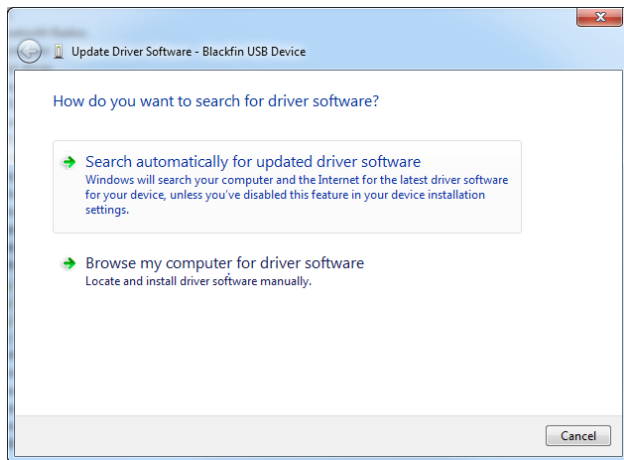 Update Driver Software - Blackfin USB Device
How do you want to search for driver software?
Search automatically for updated driver software
Windows will search your computer and the Internet for the latest driver software
for your device, unless you've disabled this feature in your device installation
settings.
Browse my computer for driver software
Locate and install driver software manually.
Cancel